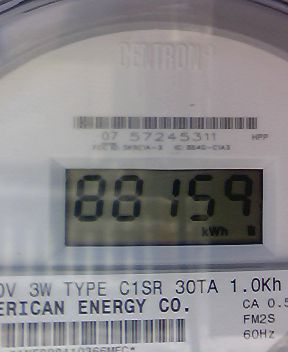 CENTRON
07 57245311 HPP
88159
kWh
0V 3W TYPE C1SR 30TA 1.0Kh
ERICAN ENERGY CO.
CA 0.5
FM2S
60Hz